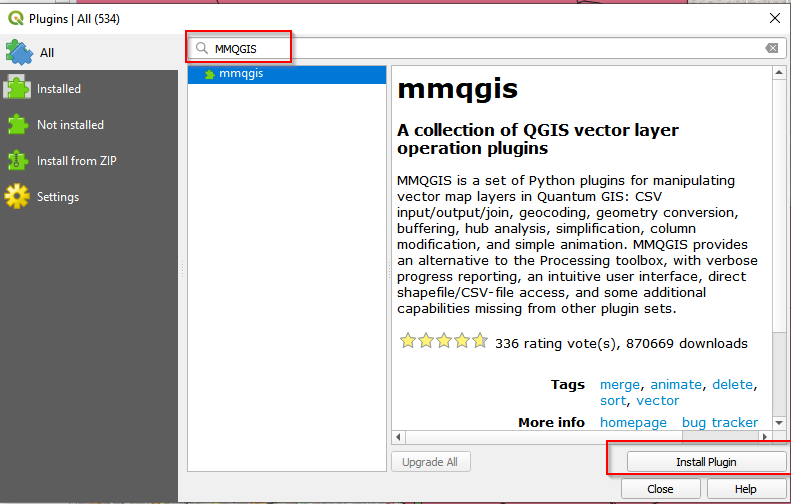 Plugins | All (534)
All
Installed
Not installed
Install from ZIP
Settings
MMQGIS
mmqgis
mmqgis
A collection of QGIS vector layer
operation plugins
MMQGIS is a set of Python plugins for manipulating
vector map layers in Quantum GIS: CSV
input/output/join, geocoding, geometry conversion,
buffering, hub analysis, simplification, column
modification, and simple animation. MMQGIS provides
an alternative to the Processing toolbox, with verbose
progress reporting, an intuitive user interface, direct
shapefile/CSV-file access, and some additional
capabilities missing from other plugin sets.
336 rating vote(s), 870669 downloads
Tags merge, animate, delete,
sort, vector
More info homepage bug tracker
Upgrade All Install Plugin
Close Help